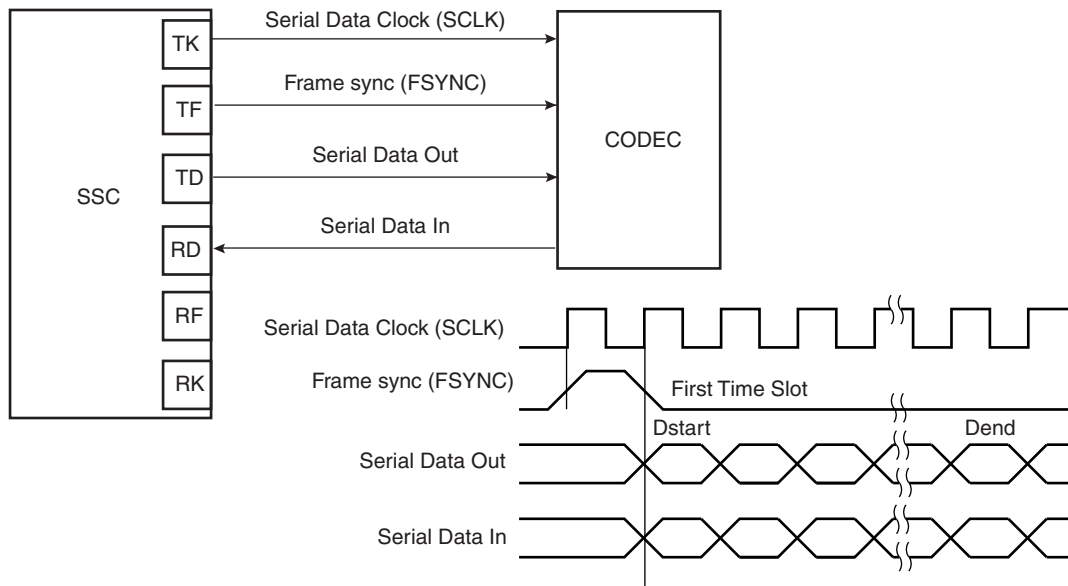 Serial Data Clock (SCLK)
TK
Frame sync (FSYNC)
TF
CODEC
Serial Data Out
TD
SSC
Serial Data In
RD
RF
Serial Data Clock (SCLK)
RK
Frame sync (FSYNC)
First Time Slot
Dstart
Dend
Serial Data Out
Serial Data In